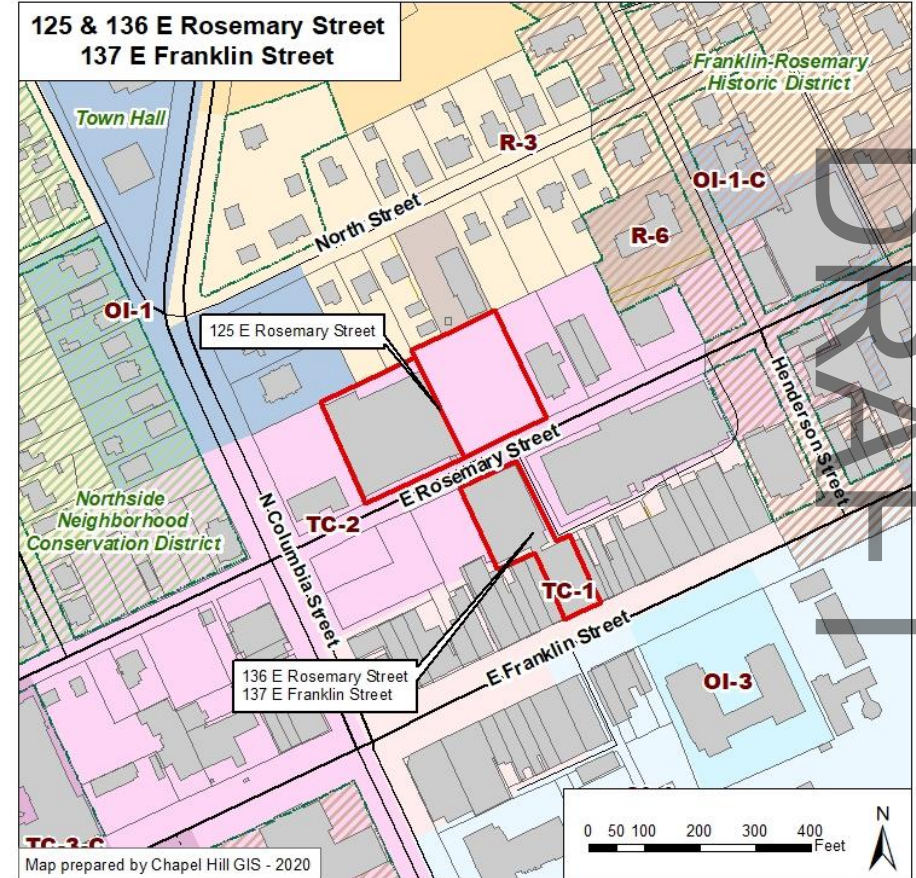 125 & 136 E Rosemary Street
137 E Franklin Street
Town Hall
Franklin-Rosemary
Historic District
R-3
OI-1-C
North Street
R-6
OI-1
125 E Rosemary Street
DRAFT
Henderson Street
E Rosemary Street
Northside
Neighborhood
Conservation District
N Columbia Street
TC-2
TC-1
E Franklin Street
136 E Rosemary Street
137 E Franklin Street
OI-3
TC-3-C
N
0 50 100 200 300 400
Feet
Map prepared by Chapel Hill GIS - 2020